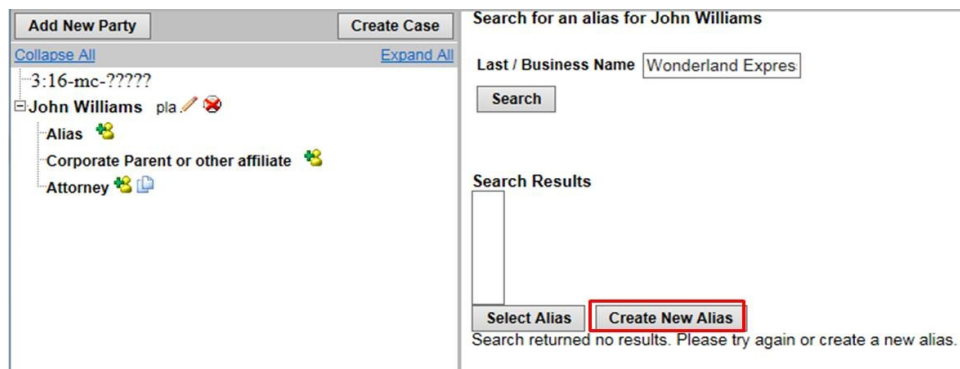 Add New Party
Create Case
Collapse All
Expand All
3:16-mc-?????
John Williams pla
Alias
Corporate Parent or other affiliate
Attorney
Search for an alias for John Williams
Last / Business Name Wonderland Expres
Search
Search Results
Select Alias
Create New Alias
Search returned no results. Please try again or create a new alias.